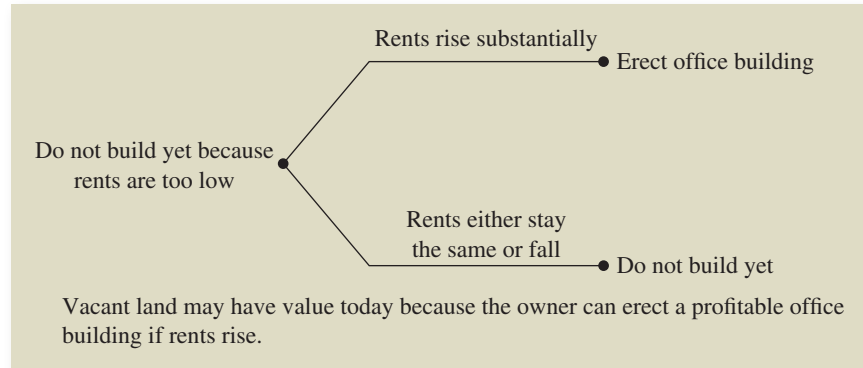 Rents rise substantially
Erect office building
Do not build yet because
rents are too low
Rents either stay
the same or fall
Do not build yet
Vacant land may have value today because the owner can erect a profitable office
building if rents rise.